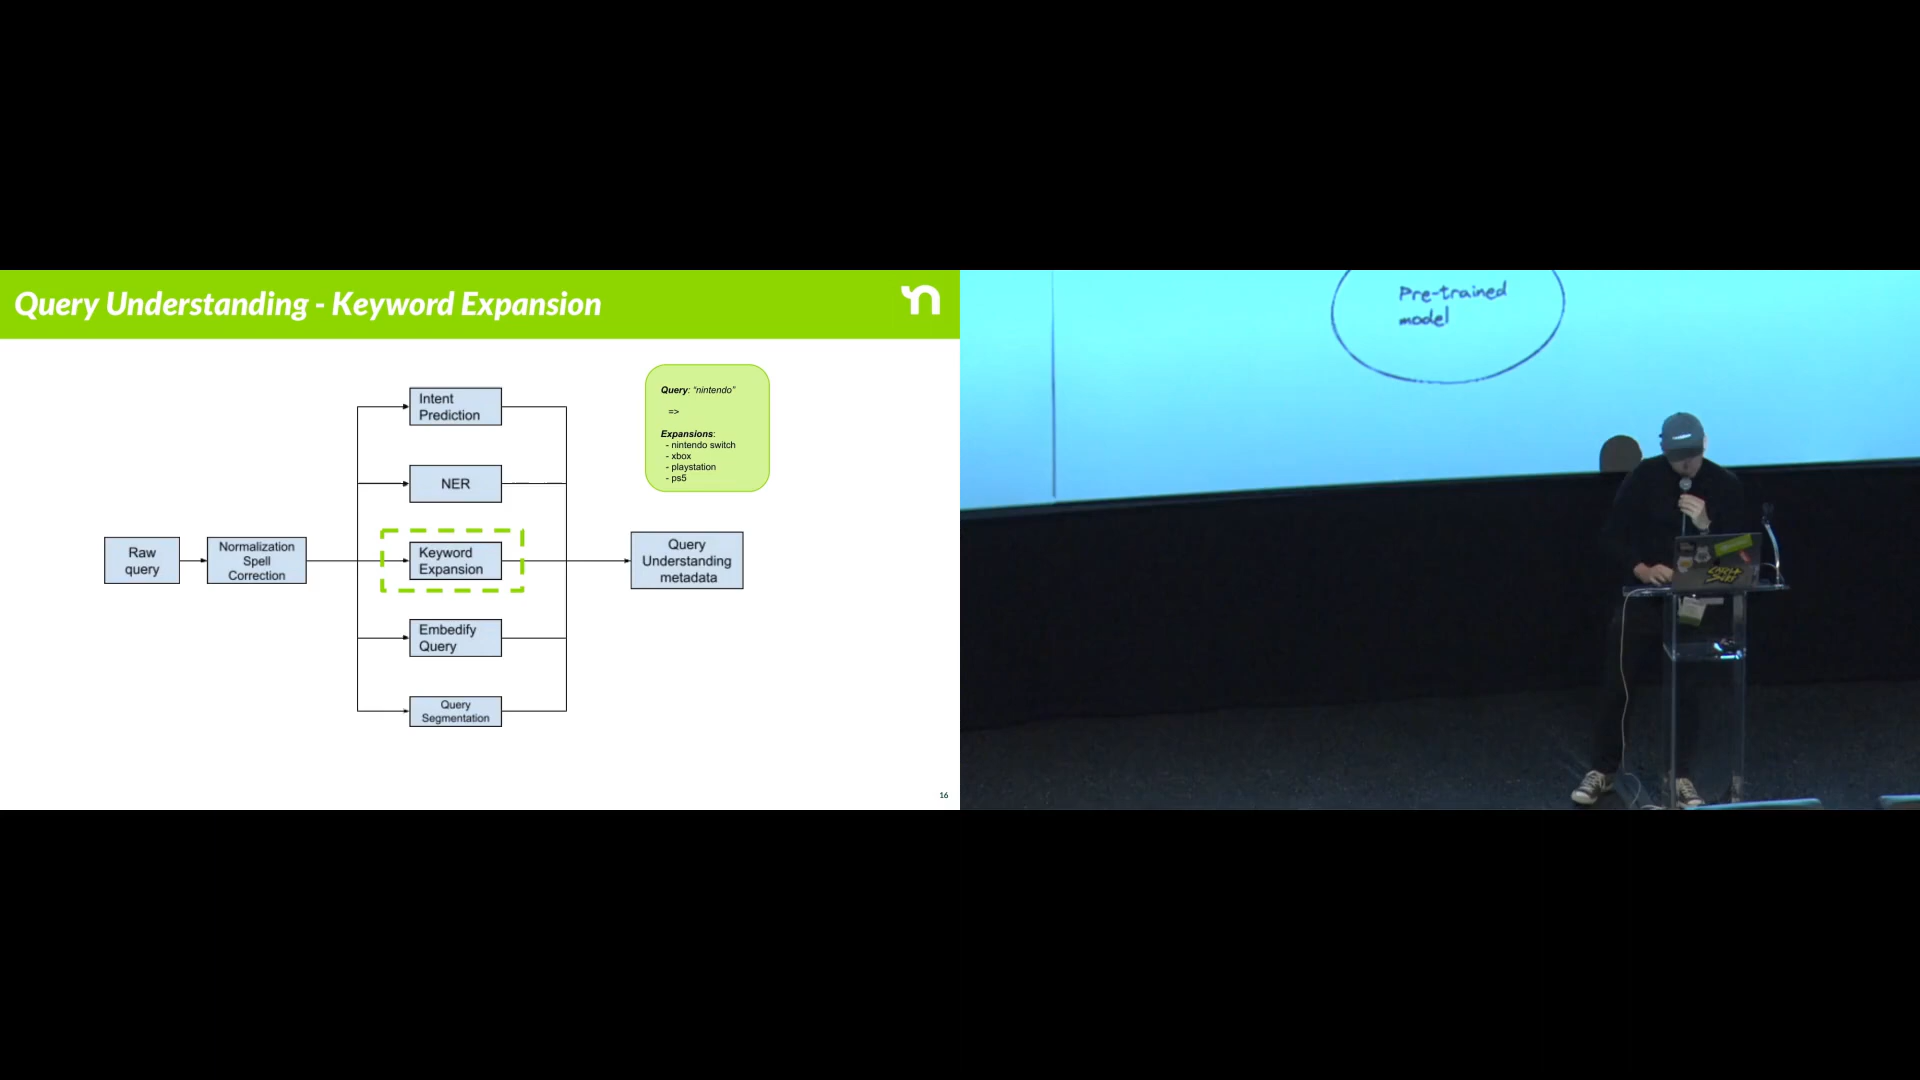 Query Understanding - Keyword Expansion
Query: “nintendo”
=>
Expansions:
- nintendo switch
- xbox
- playstation
- ps5
Intent
Prediction
NER
Raw
query
Normalization
Spell
Correction
Keyword
Expansion
Query
Understanding
metadata
Embedify
Query
Query
Segmentation
16
Pre-trained
model